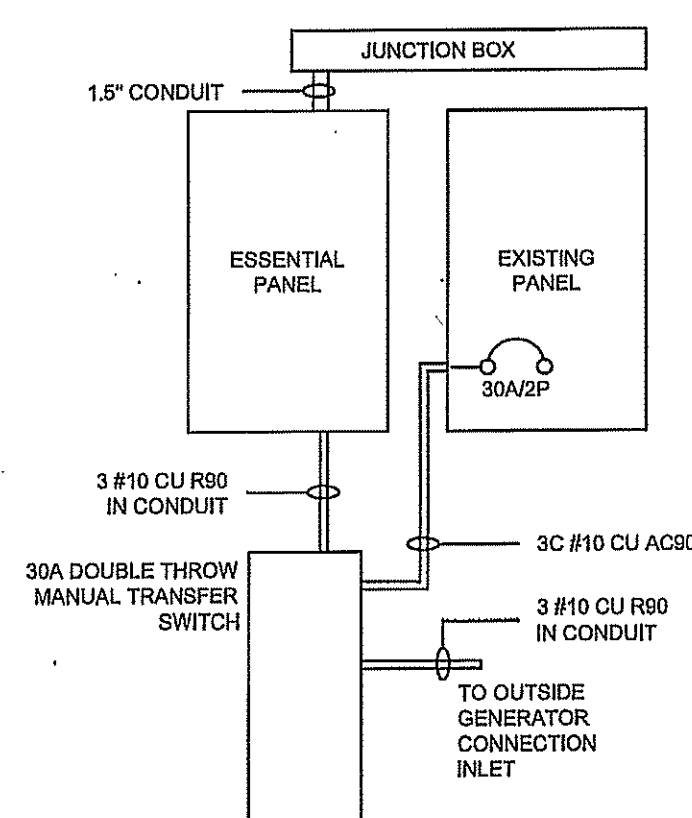 JUNCTION BOX
1.5" CONDUIT
ESSENTIAL
PANEL
EXISTING
PANEL
30A/2P
3 #10 CU R90
IN CONDUIT
3C #10 CU AC90
30A DOUBLE THROW
MANUAL TRANSFER
SWITCH
3 #10 CU R90
IN CONDUIT
TO OUTSIDE
GENERATOR
CONNECTION
INLET